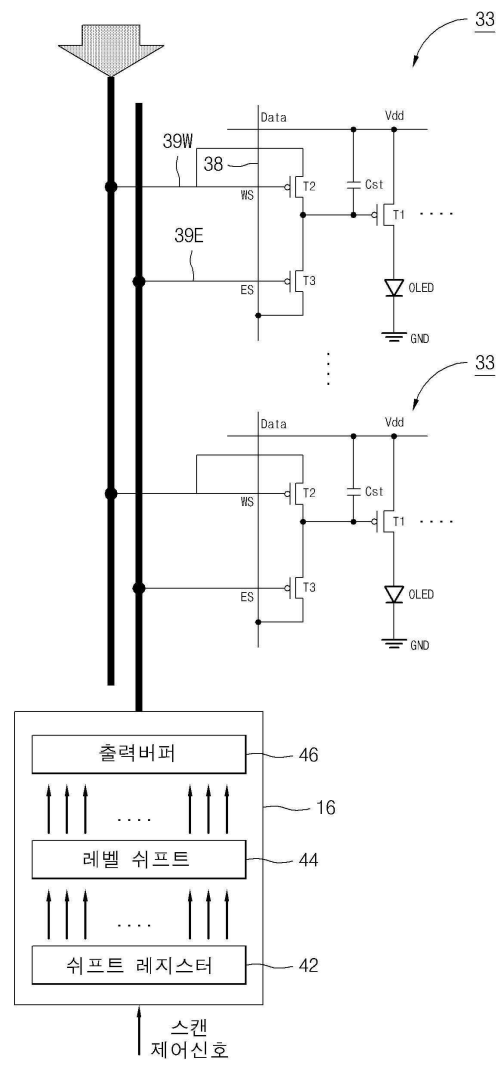 33
Data
Vdd
39W
38
T2
Cst
WS
T1
39E
T3
ES
OLED
GND
33
Data
Vdd
T2
Cst
WS
T1
T3
ES
OLED
GND
출력버퍼
46
16
레벨 쉬프트
44
쉬프트 레지스터
42
스캔
제어신호